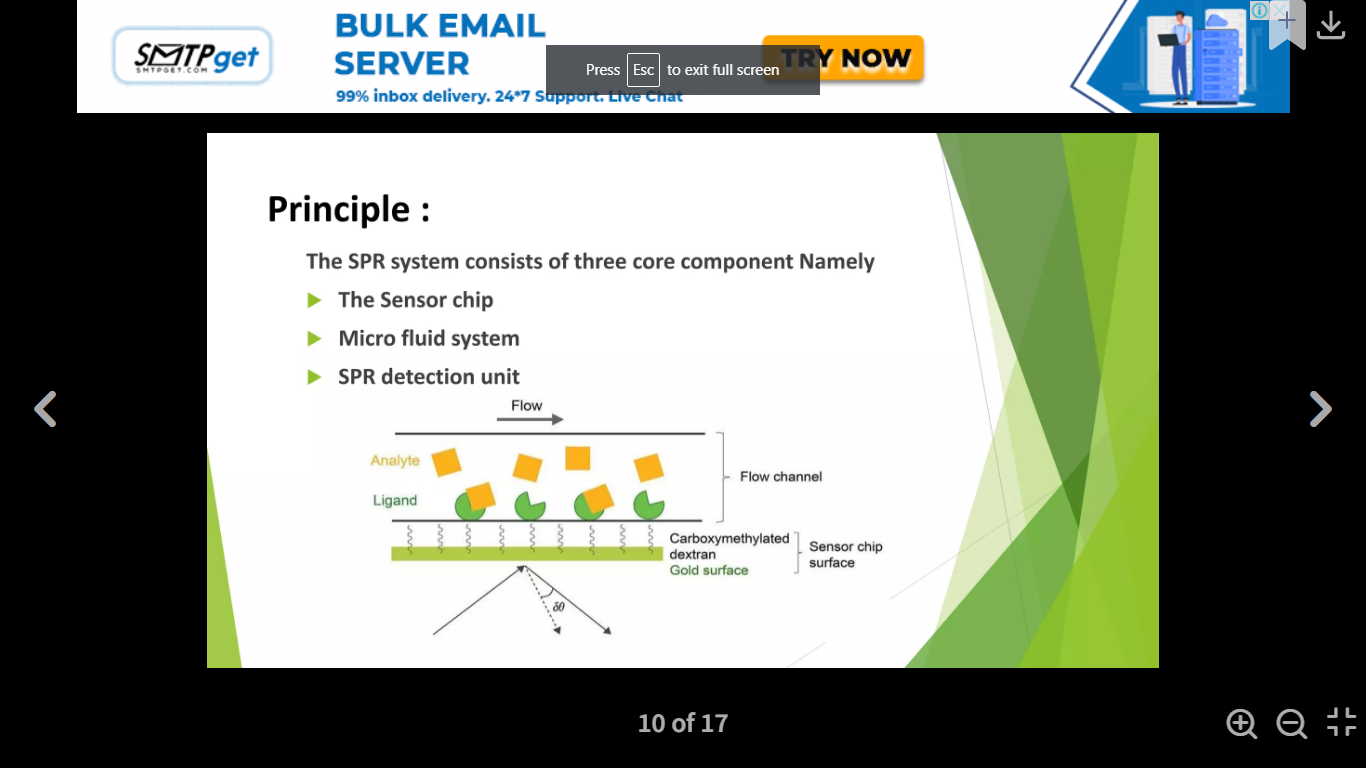 SMTPget
SMTPGET.COM
BULK EMAIL
SERVER
99% inbox delivery. 24*7 Support. Live Chat
TRY NOW
Press Esc to exit full screen
Principle :
The SPR system consists of three core component Namely
The Sensor chip
Micro fluid system
SPR detection unit
Flow
Analyte
Ligand
Flow channel
Carboxymethylated
dextran
Gold surface
Sensor chip
surface
δθ
10 of 17